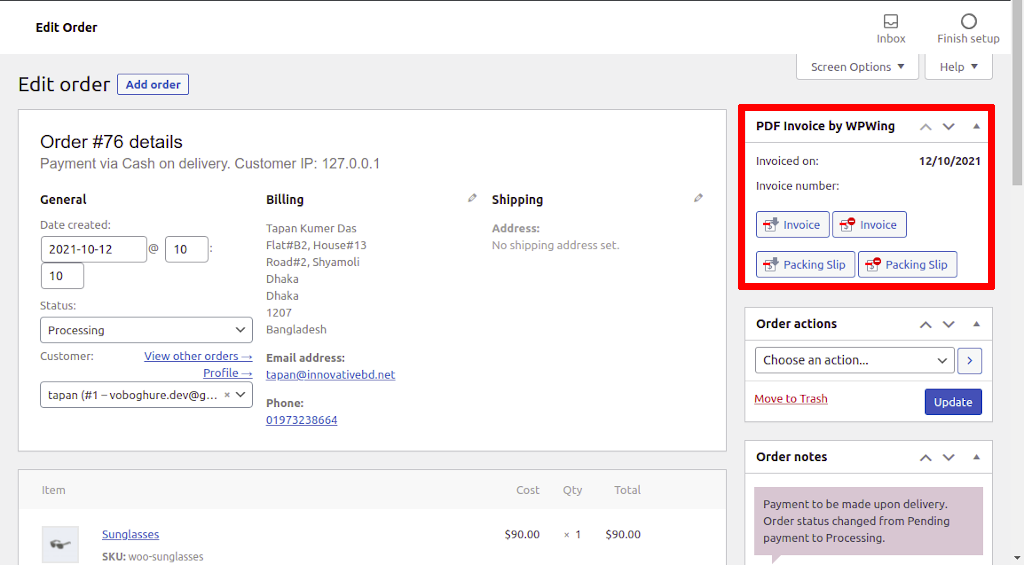 Edit Order
Inbox
Finish setup
Screen Options
Help
Edit order
Add order
Order #76 details
Payment via Cash on delivery. Customer IP: 127.0.0.1
General
Date created:
2021-10-12 @ 10 :
10
Status:
Processing
Customer:
View other orders →
Profile →
tapan (#1 – voboghure.dev@g... ×
Billing
Tapan Kumer Das
Flat#B2, House#13
Road#2, Shyamoli
Dhaka
Dhaka
1207
Bangladesh
Email address:
tapan@innovativebd.net
Phone:
01973238664
Shipping
Address:
No shipping address set.
Item Cost Qty Total
Sunglasses $90.00 × 1 $90.00
SKU: woo-sunglasses
PDF Invoice by WPWing
Invoiced on: 12/10/2021
Invoice number:
Invoice Invoice
Packing Slip Packing Slip
Order actions
Choose an action...
Move to Trash
Update
Order notes
Payment to be made upon delivery.
Order status changed from Pending
payment to Processing.